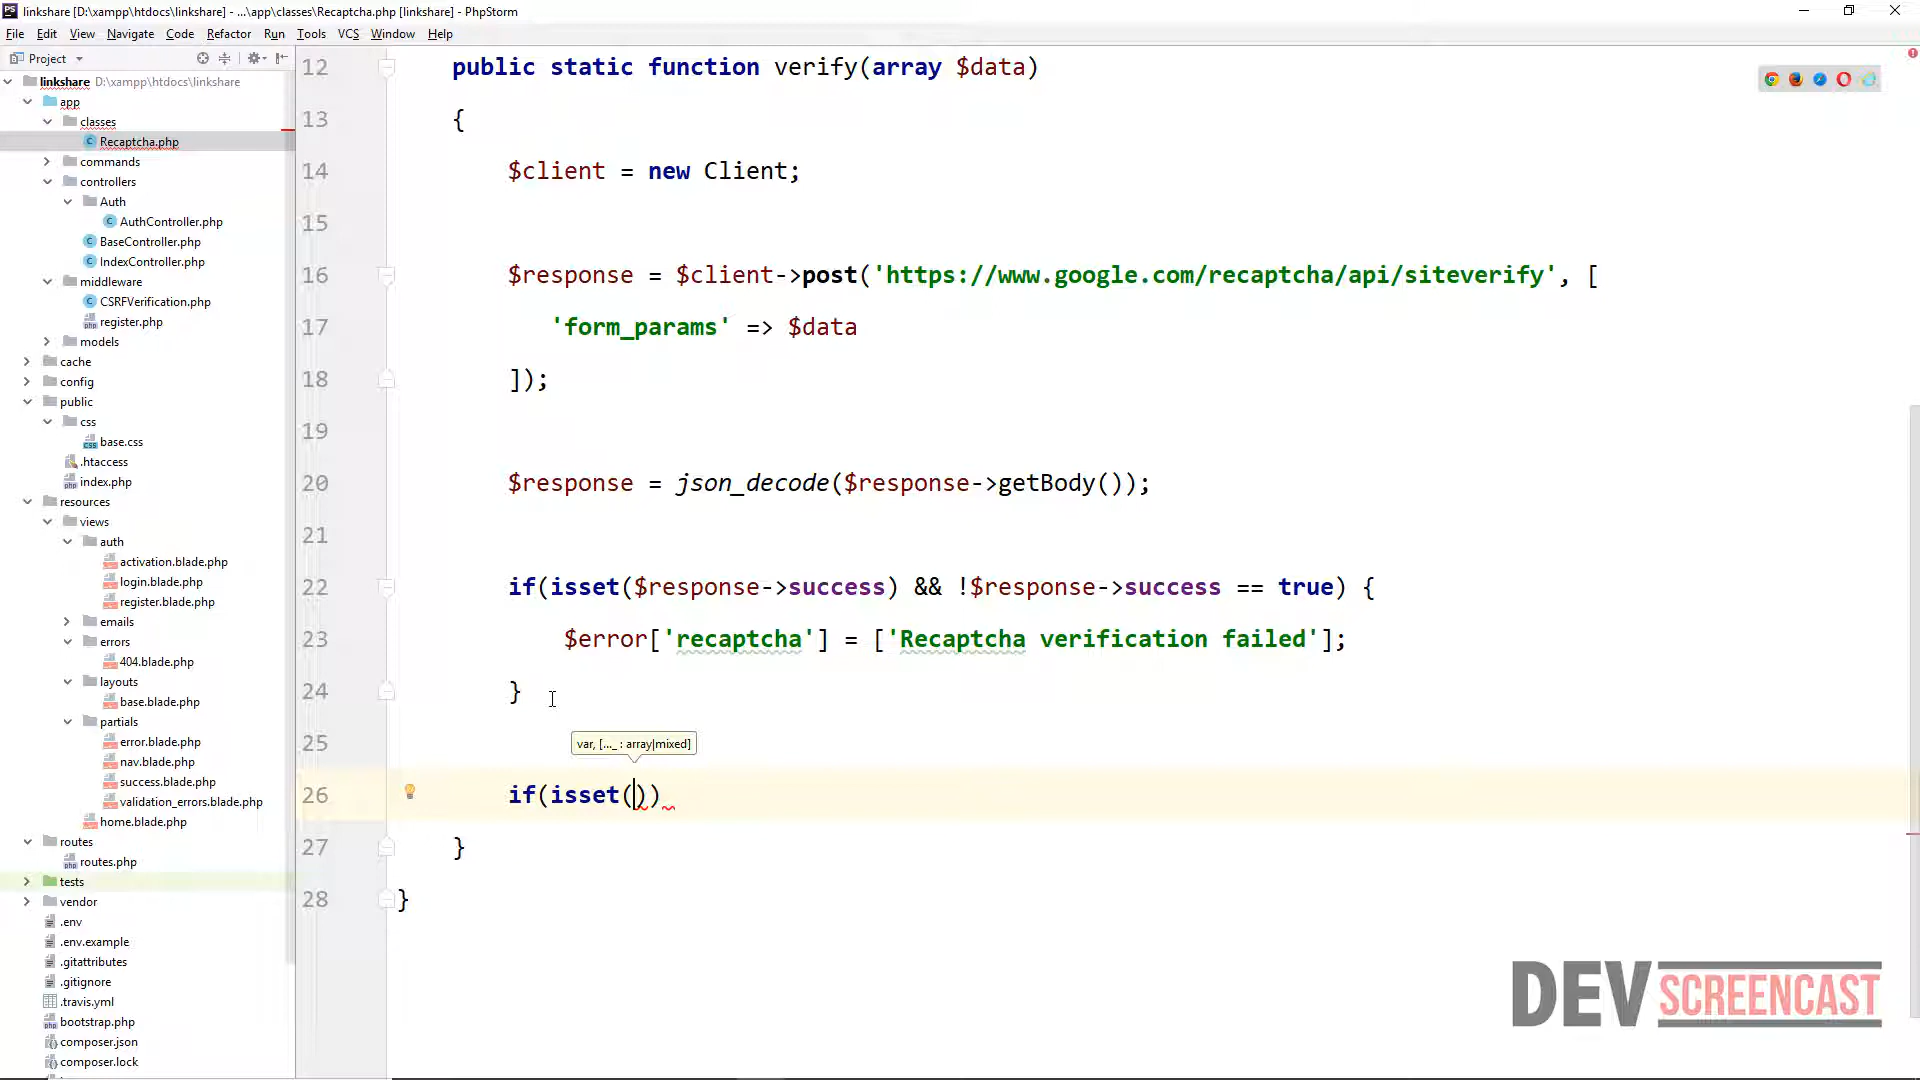 linkshare [D:\xampp\htdocs\linkshare] - ...\app\classes\Recaptcha.php [linkshare] - PhpStorm
File Edit View Navigate Code Refactor Run Tools VCS Window Help
Project
linkshare D:\xampp\htdocs\linkshare
app
classes
Recaptcha.php
commands
controllers
Auth
AuthController.php
BaseController.php
IndexController.php
middleware
CSRFVerification.php
register.php
models
cache
config
public
css
base.css
.htaccess
index.php
resources
views
auth
activation.blade.php
login.blade.php
register.blade.php
emails
errors
404.blade.php
layouts
base.blade.php
partials
error.blade.php
nav.blade.php
success.blade.php
validation_errors.blade.php
home.blade.php
routes
routes.php
tests
vendor
.env
.env.example
.gitattributes
.gitignore
.travis.yml
bootstrap.php
composer.json
composer.lock
12 public static function verify(array $data)
13 {
14 $client = new Client;
15
16 $response = $client->post('https://www.google.com/recaptcha/api/siteverify', [
17 'form_params' => $data
18 ]);
19
20 $response = json_decode($response->getBody());
21
22 if(isset($response->success) && !$response->success == true) {
23 $error['recaptcha'] = ['Recaptcha verification failed'];
24 }
25
var, [..._ : array|mixed]
26 if(isset())
27 }
28 }
DEVSCREENCAST